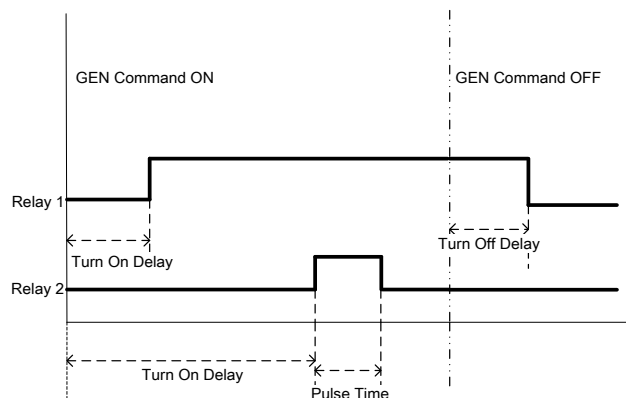 GEN Command ON
GEN Command OFF
Relay 1
Turn On Delay
Turn Off Delay
Relay 2
Turn On Delay
Pulse Time